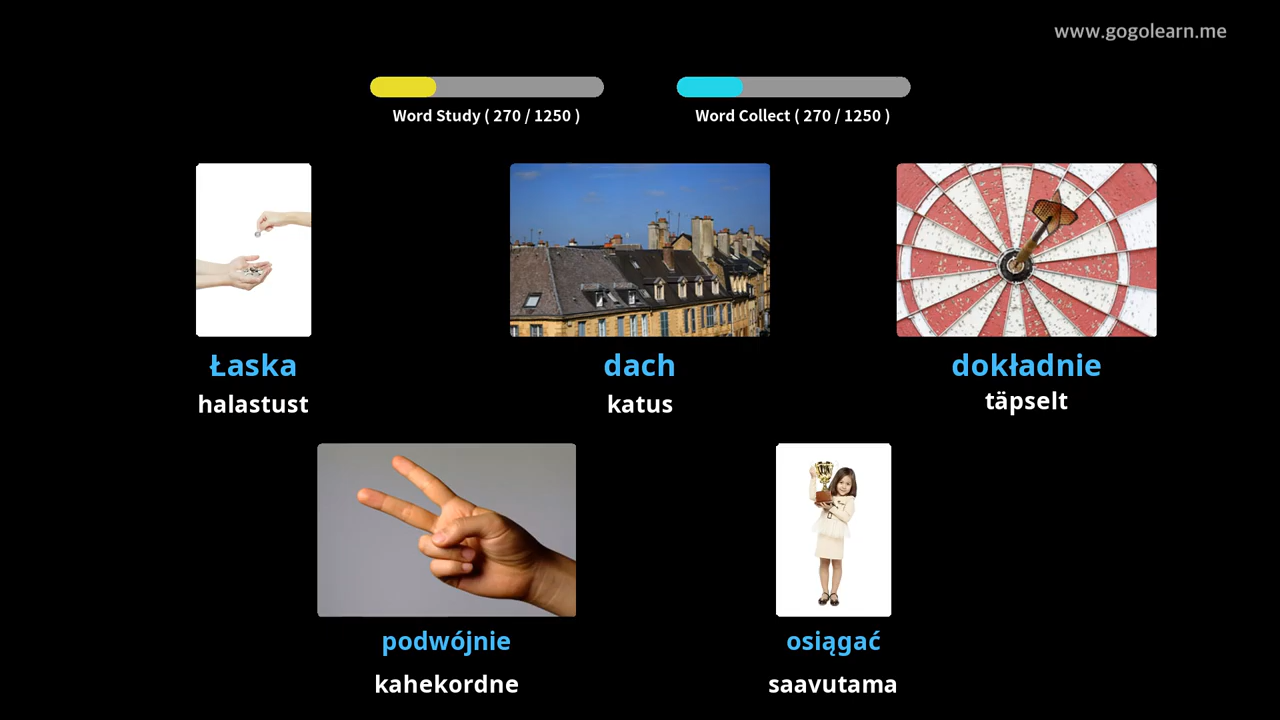 www.gogolearn.me
Word Study ( 270 / 1250 )
Word Collect ( 270 / 1250 )
Łaska
halastust
dach
katus
dokładnie
täpselt
podwójnie
kahekordne
osiągać
saavutama